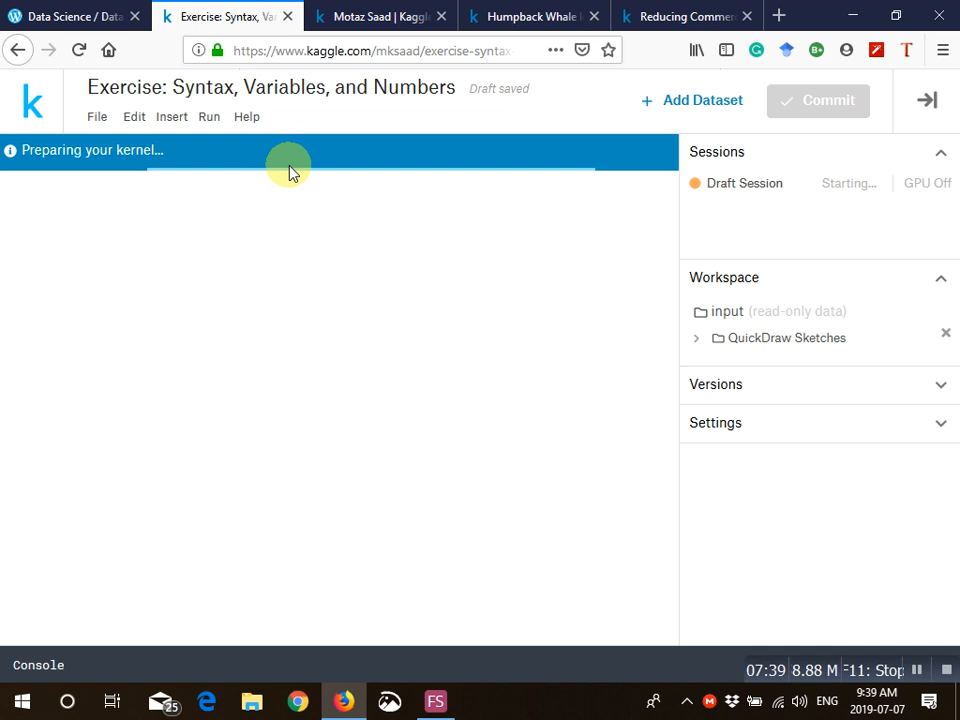 Data Science / Data
Exercise: Syntax, Va
Motaz Saad | Kaggle
Humpback Whale I
Reducing Commer
https://www.kaggle.com/mksaad/exercise-syntax-
Exercise: Syntax, Variables, and Numbers
Draft saved
File Edit Insert Run Help
+ Add Dataset
Commit
Preparing your kernel...
Sessions
Draft Session Starting... GPU Off
Workspace
input (read-only data)
QuickDraw Sketches
Versions
Settings
Console
07:39 8.88 M F11: Stop
25
FS
ENG
9:39 AM
2019-07-07